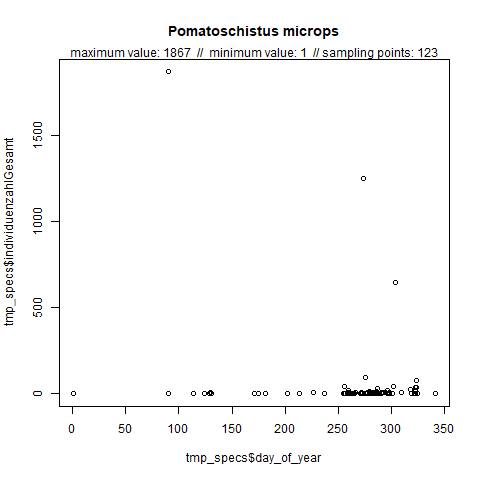 Pomatoschistus microps
maximum value: 1867 // minimum value: 1 // sampling points: 123
tmp_specs$individuenzahlGesamt
1500
1000
500
0
0 50 100 150 200 250 300 350
tmp_specs$day_of_year